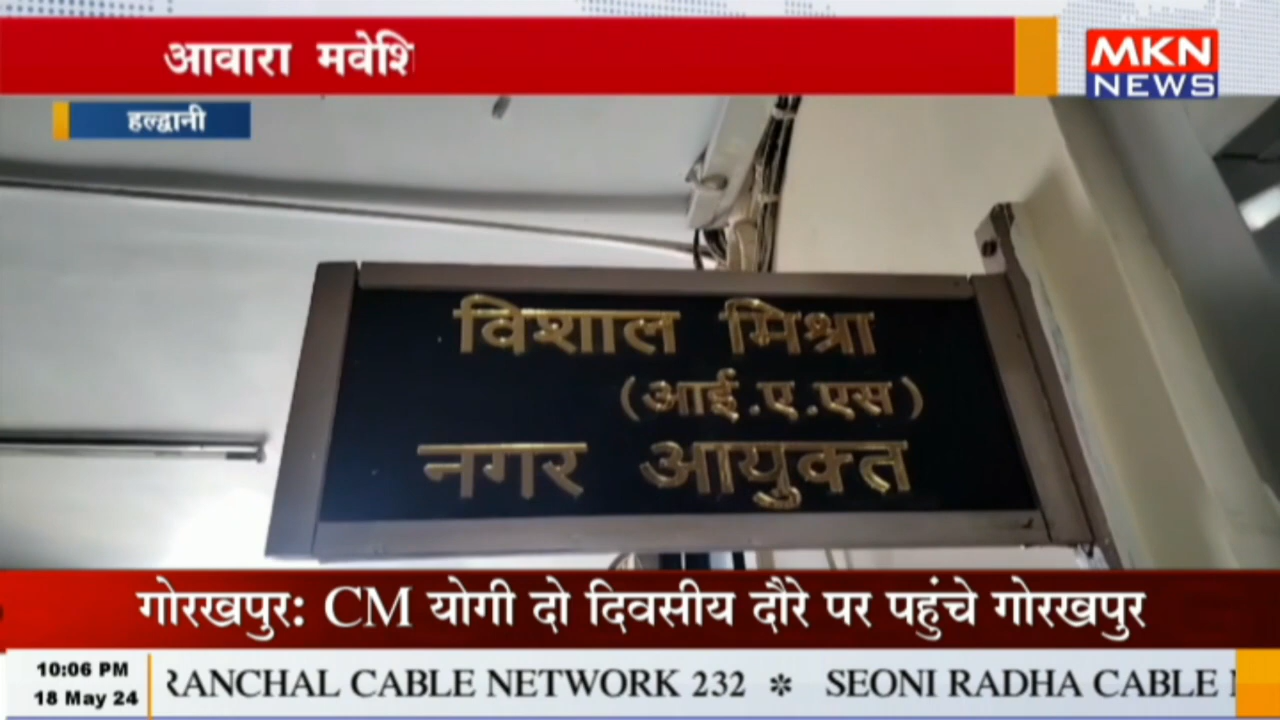 आवारा मवेशि
MKN
NEWS
हल्द्वानी
विशाल मिश्रा
(आई.ए.एस)
नगर आयुक्त
गोरखपुर: CM योगी दो दिवसीय दौरे पर पहुंचे गोरखपुर
10:06 PM
18 May 24
RANCHAL CABLE NETWORK 232 * SEONI RADHA CABLE